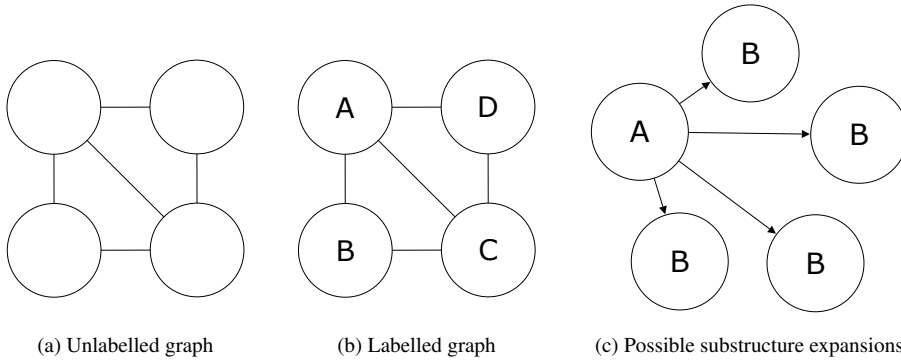 A
D
B
C
B
A
B
B
B
(a) Unlabelled graph
(b) Labelled graph
(c) Possible substructure expansions